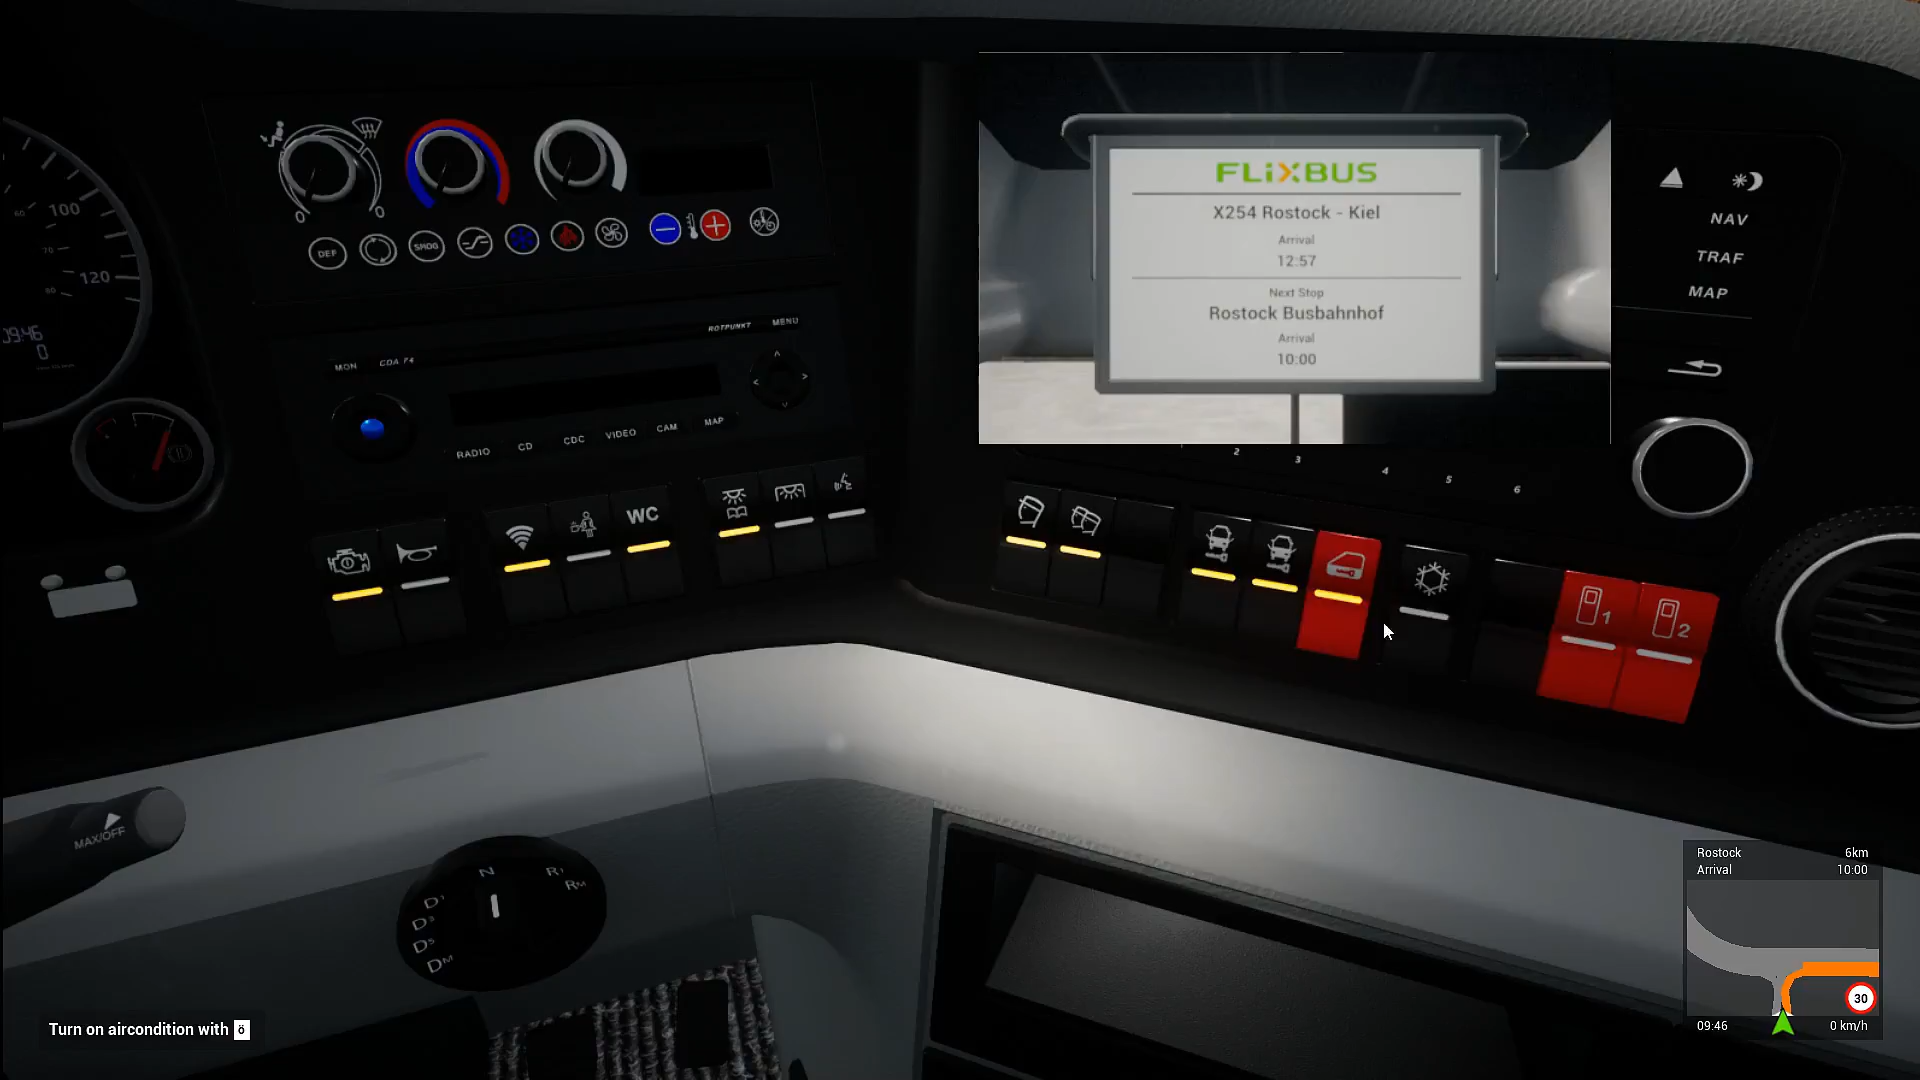 100
120
09:46
0
0
0
DEF
SMOG
MON
CDA 74
ROTPUNKT
MENU
RADIO
CD
CDC
VIDEO
CAM
MAP
WC
FLiXBUS
X254 Rostock - Kiel
Arrival
12:57
Next Stop
Rostock Busbahnhof
Arrival
10:00
NAV
TRAF
MAP
2
3
4
5
6
1
2
MAX/OFF
N
D
D
D
D
R
R
Turn on aircondition with ö
Rostock 6km
Arrival 10:00
30
09:46 0 km/h